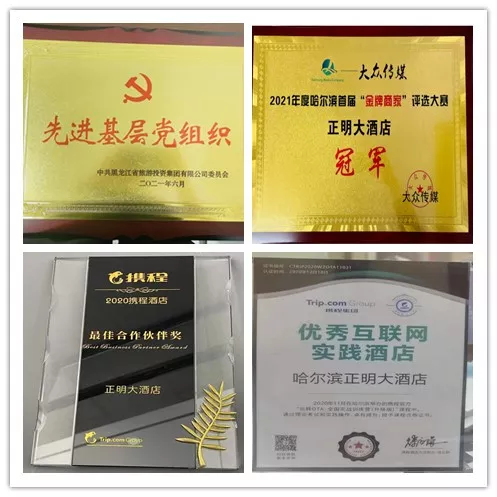 先进基层党组织
中共黑龙江省旅游投资集团有限公司委员会
二〇二一年六月
大众传媒
2021年度哈尔滨首届“金牌商家”评选大赛
正明大酒店
冠军
大众传媒
携程
2020携程酒店
最佳合作伙伴奖
Best Business Partner Award
正明大酒店
Trip.com Group
Trip.com Group
携程集团
优秀互联网
实践酒店
哈尔滨正明大酒店